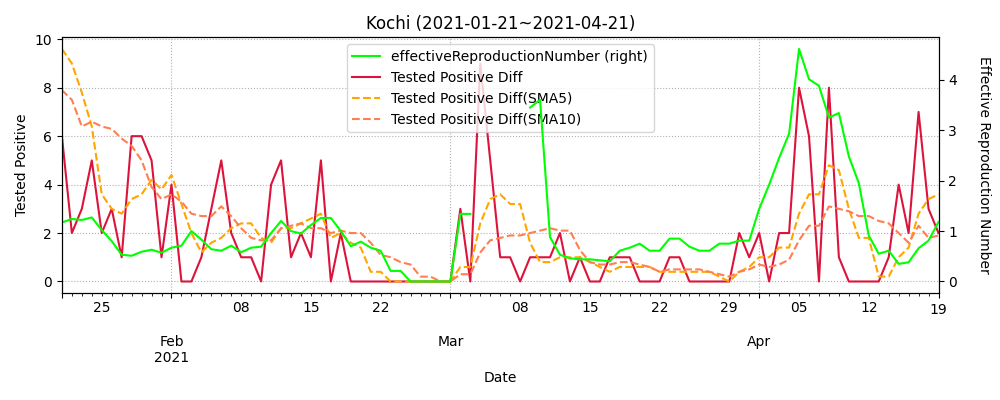 Kochi (2021-01-21~2021-04-21)
effectiveReproductionNumber (right)
Tested Positive Diff
Tested Positive Diff(SMA5)
Tested Positive Diff(SMA10)
Tested Positive
10
8
6
4
2
0
Effective Reproduction Number
4
3
2
1
0
25 08 15 22 08 15 22 29 05 12 19
Feb Mar Apr
2021
Date